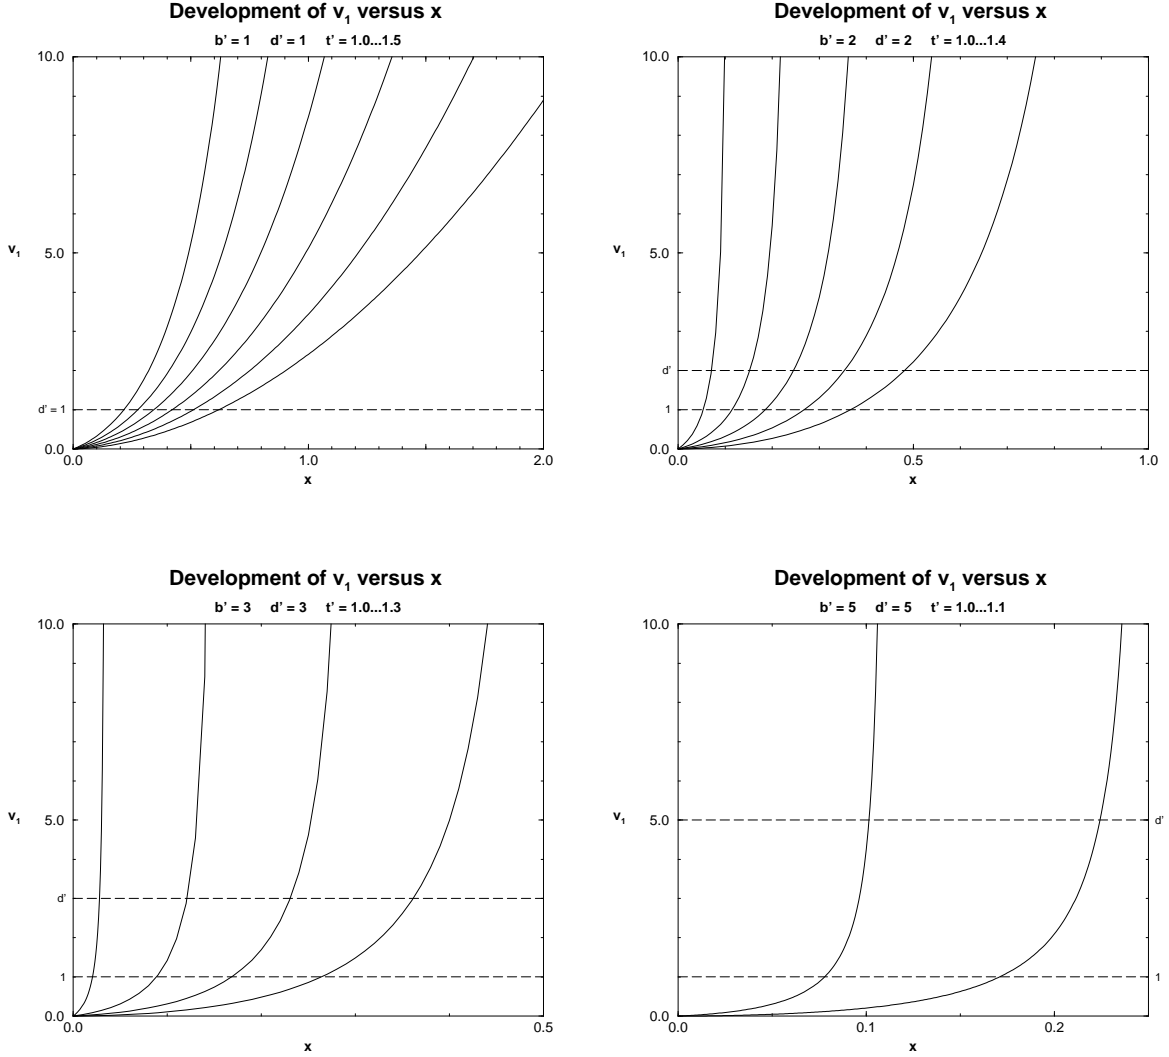 Development of v₁ versus x
b' = 1 d' = 1 t' = 1.0...1.5
10.0
5.0
v₁
d' = 1
0.0
0.0 1.0 2.0
x
Development of v₁ versus x
b' = 2 d' = 2 t' = 1.0...1.4
10.0
5.0
v₁
d'
1
0.0
0.0 0.5 1.0
x
Development of v₁ versus x
b' = 3 d' = 3 t' = 1.0...1.3
10.0
5.0
v₁
d'
1
0.0
0.0 0.5
x
Development of v₁ versus x
b' = 5 d' = 5 t' = 1.0...1.1
10.0
v₁ 5.0 d'
1
0.0
0.0 0.1 0.2
x